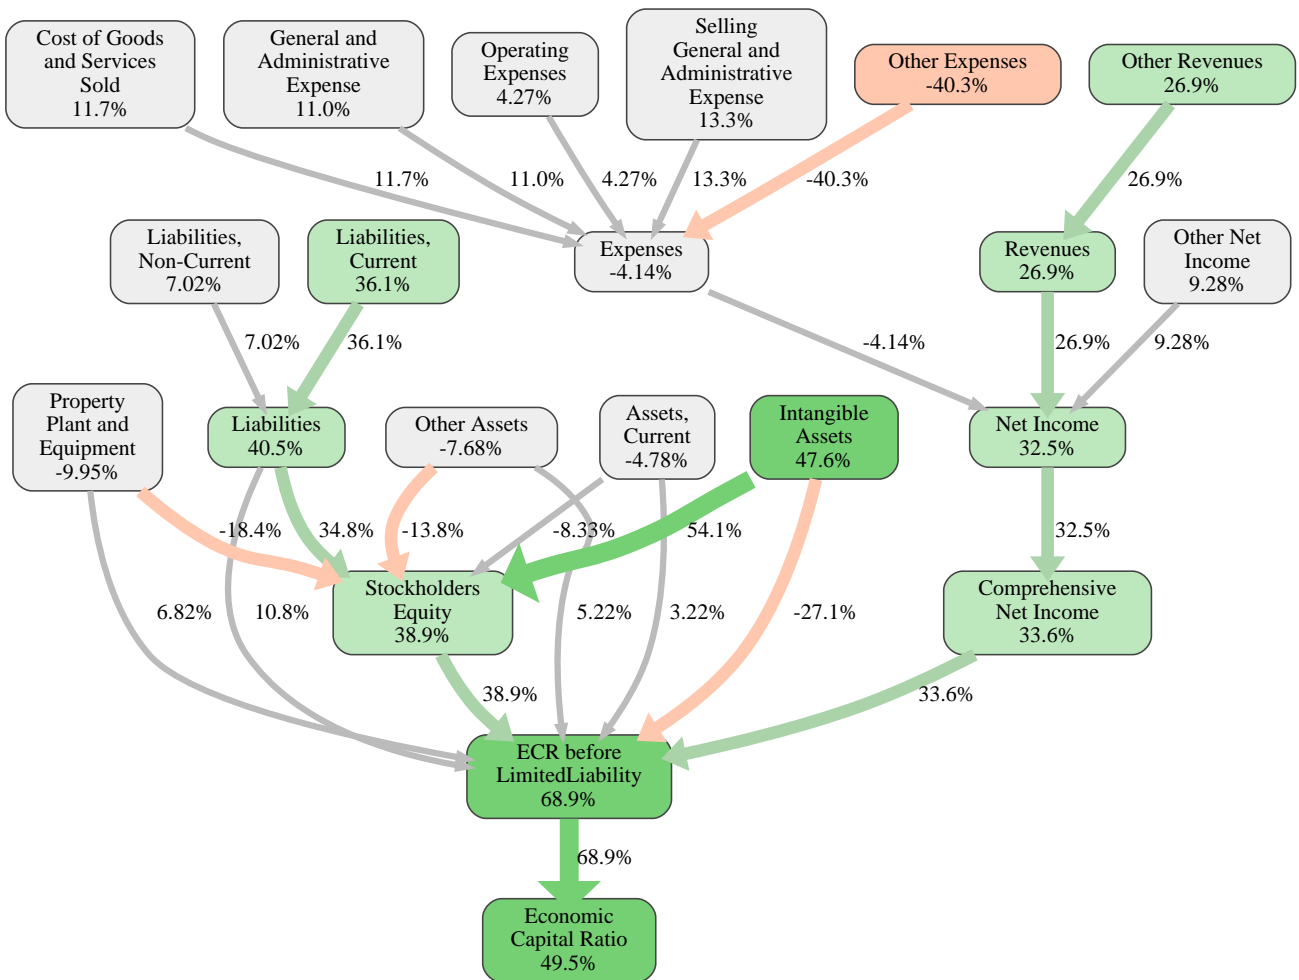 Cost of Goods
and Services
Sold
11.7%
General and
Administrative
Expense
11.0%
Operating
Expenses
4.27%
Selling
General and
Administrative
Expense
13.3%
Other Expenses
-40.3%
Other Revenues
26.9%
11.7%
11.0%
4.27%
13.3%
-40.3%
26.9%
Liabilities,
Non-Current
7.02%
Liabilities,
Current
36.1%
Expenses
-4.14%
Revenues
26.9%
Other Net
Income
9.28%
7.02%
36.1%
-4.14%
26.9%
9.28%
Property
Plant and
Equipment
-9.95%
Liabilities
40.5%
Other Assets
-7.68%
Assets,
Current
-4.78%
Intangible
Assets
47.6%
Net Income
32.5%
-18.4%
34.8%
-13.8%
-8.33%
54.1%
32.5%
Stockholders
Equity
38.9%
Comprehensive
Net Income
33.6%
6.82%
10.8%
5.22%
3.22%
-27.1%
38.9%
33.6%
ECR before
LimitedLiability
68.9%
68.9%
Economic
Capital Ratio
49.5%